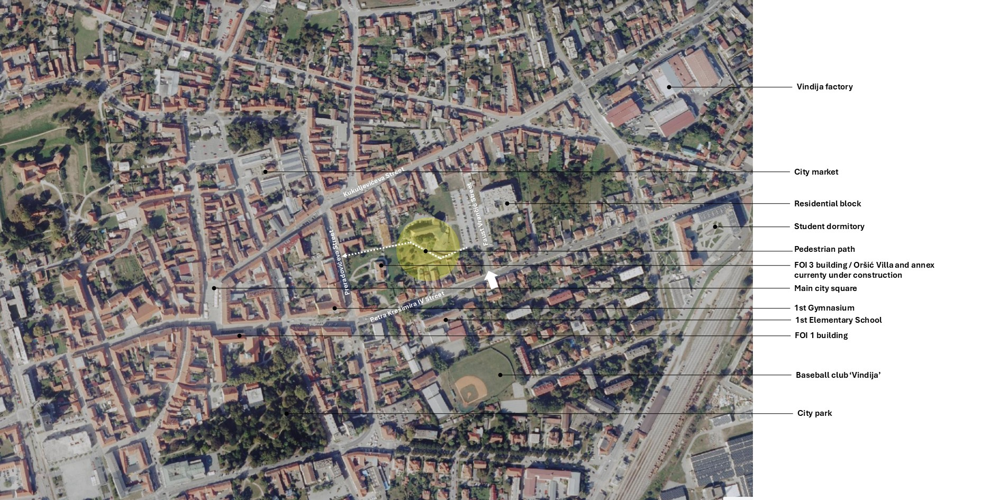 Vindija factory
City market
Kukuljevićeva Street
Residential block
Faust Vrančić Street
Student dormitory
Pedestrian path
Preradovićeva Street
FOI 3 building / Oršić Villa and annex
currenty under construction
Main city square
1st Gymnasium
Petra Krešimira IV Street
1st Elementary School
FOI 1 building
Baseball club ‘Vindija’
City park